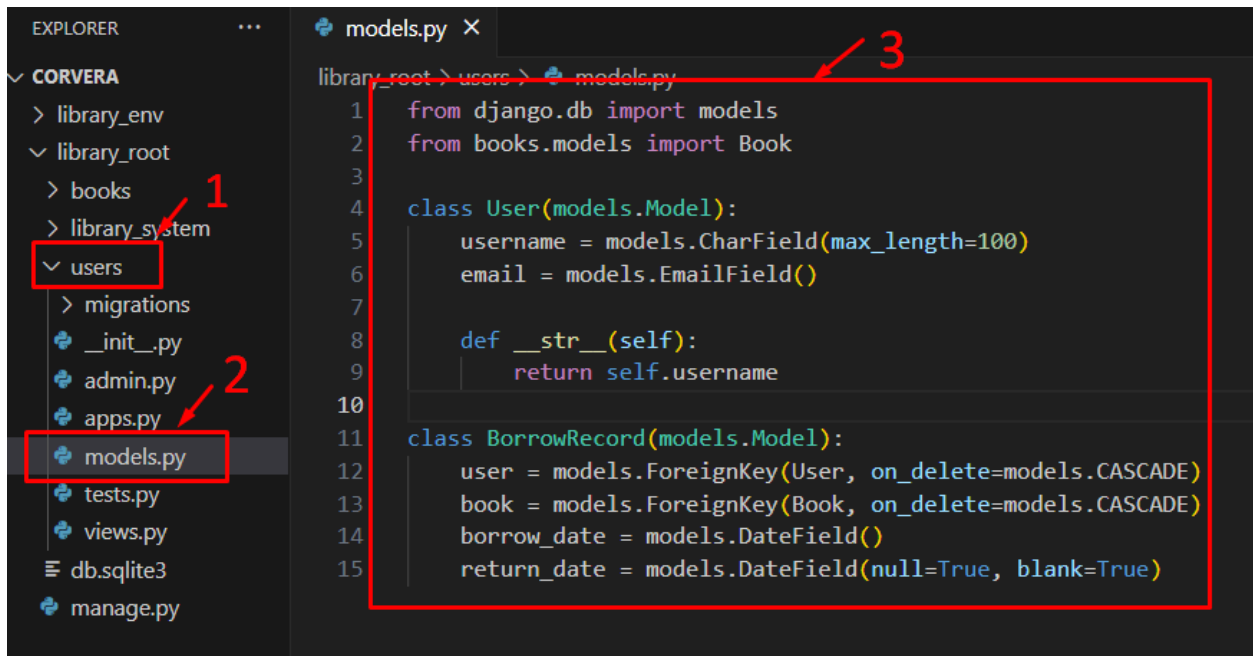 EXPLORER ...
CORVERA
library_env
library_root
books
library_system
users
migrations
__init__.py
admin.py
apps.py
models.py
tests.py
views.py
db.sqlite3
manage.py
1
2
models.py ×
library_root > users > models.py
3
1 from django.db import models
2 from books.models import Book
3
4 class User(models.Model):
5     username = models.CharField(max_length=100)
6     email = models.EmailField()
7
8     def __str__(self):
9         return self.username
10
11 class BorrowRecord(models.Model):
12     user = models.ForeignKey(User, on_delete=models.CASCADE)
13     book = models.ForeignKey(Book, on_delete=models.CASCADE)
14     borrow_date = models.DateField()
15     return_date = models.DateField(null=True, blank=True)